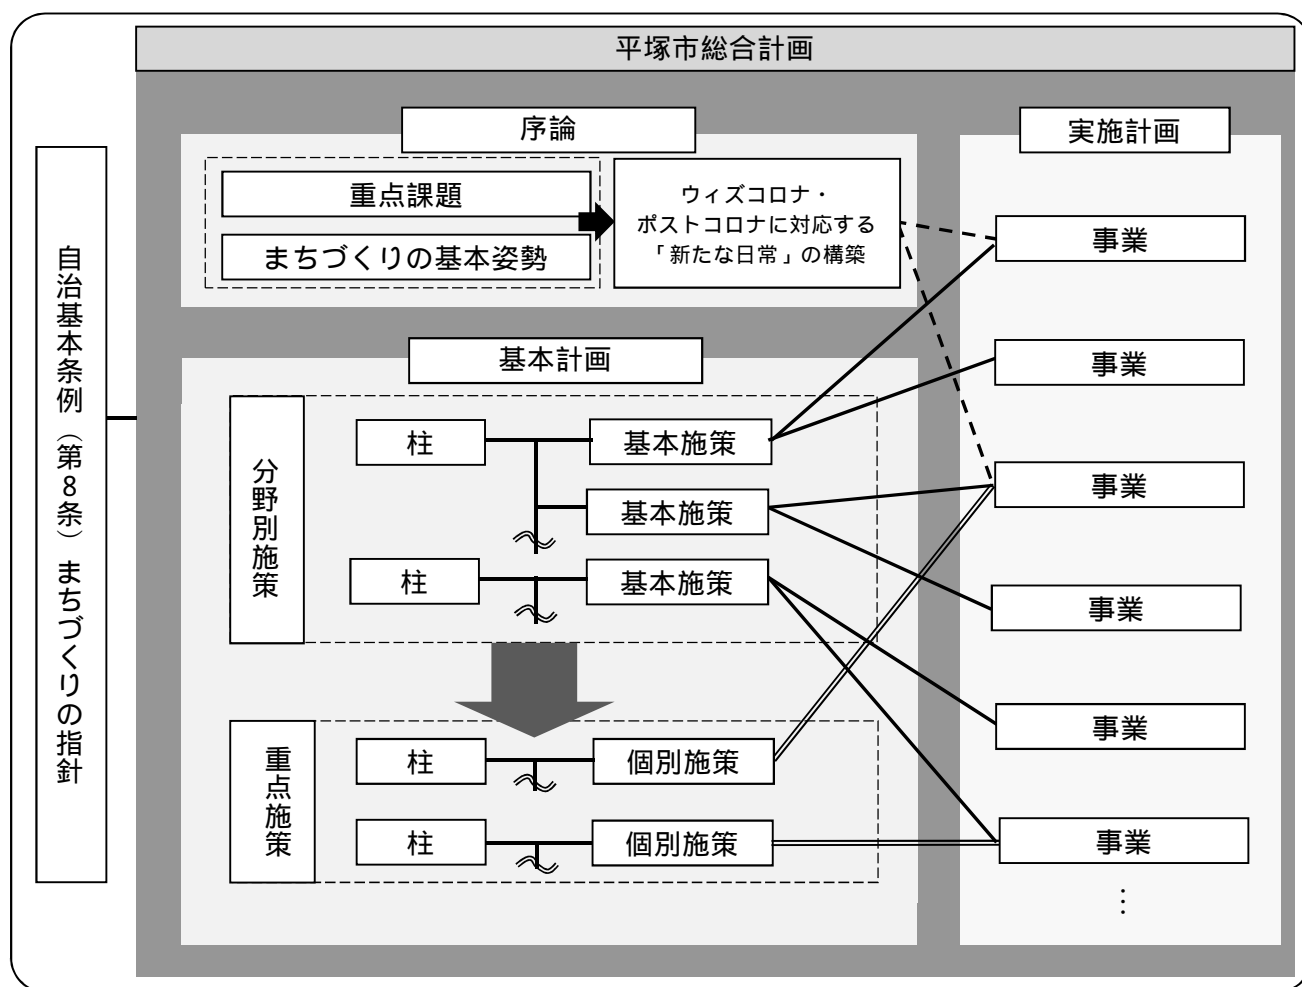 平塚市総合計画
自治基本条例（第８条）まちづくりの指針
序論
重点課題
まちづくりの基本姿勢
ウィズコロナ・
ポストコロナに対応する
「新たな日常」の構築
基本計画
分野別施策
柱
基本施策
基本施策
柱
基本施策
重点施策
柱
個別施策
柱
個別施策
実施計画
事業
事業
事業
事業
事業
事業
…